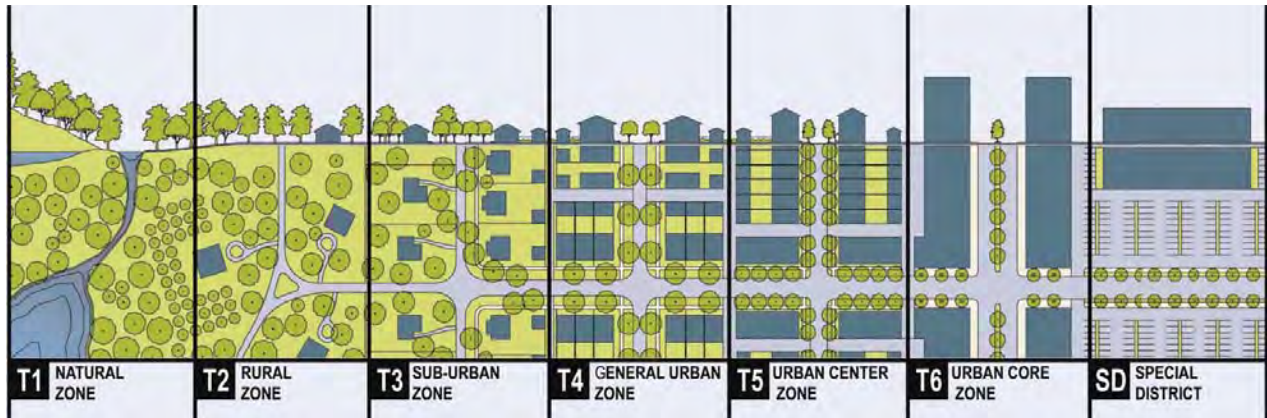 T1 NATURAL
ZONE
T2 RURAL
ZONE
T3 SUB-URBAN
ZONE
T4 GENERAL URBAN
ZONE
T5 URBAN CENTER
ZONE
T6 URBAN CORE
ZONE
SD SPECIAL
DISTRICT